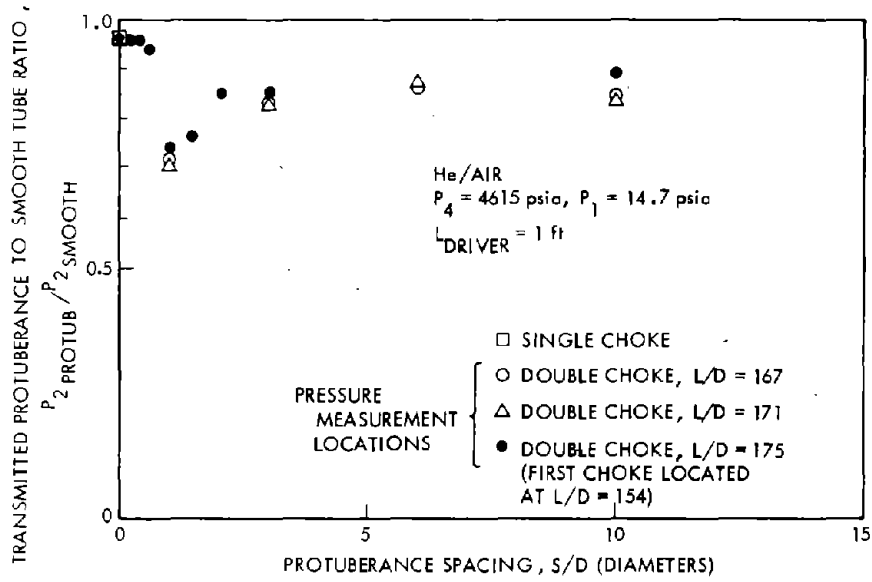 TRANSMITTED PROTUBERANCE TO SMOOTH TUBE RATIO,
P2 PROTUB / P2 SMOOTH
1.0
0.5
0
He/AIR
P4 = 4615 psia, P1 = 14.7 psia
LDRIVER = 1 ft
PRESSURE
MEASUREMENT
LOCATIONS
□ SINGLE CHOKE
○ DOUBLE CHOKE, L/D = 167
△ DOUBLE CHOKE, L/D = 171
● DOUBLE CHOKE, L/D = 175
(FIRST CHOKE LOCATED
AT L/D = 154)
0 5 10 15
PROTUBERANCE SPACING, S/D (DIAMETERS)